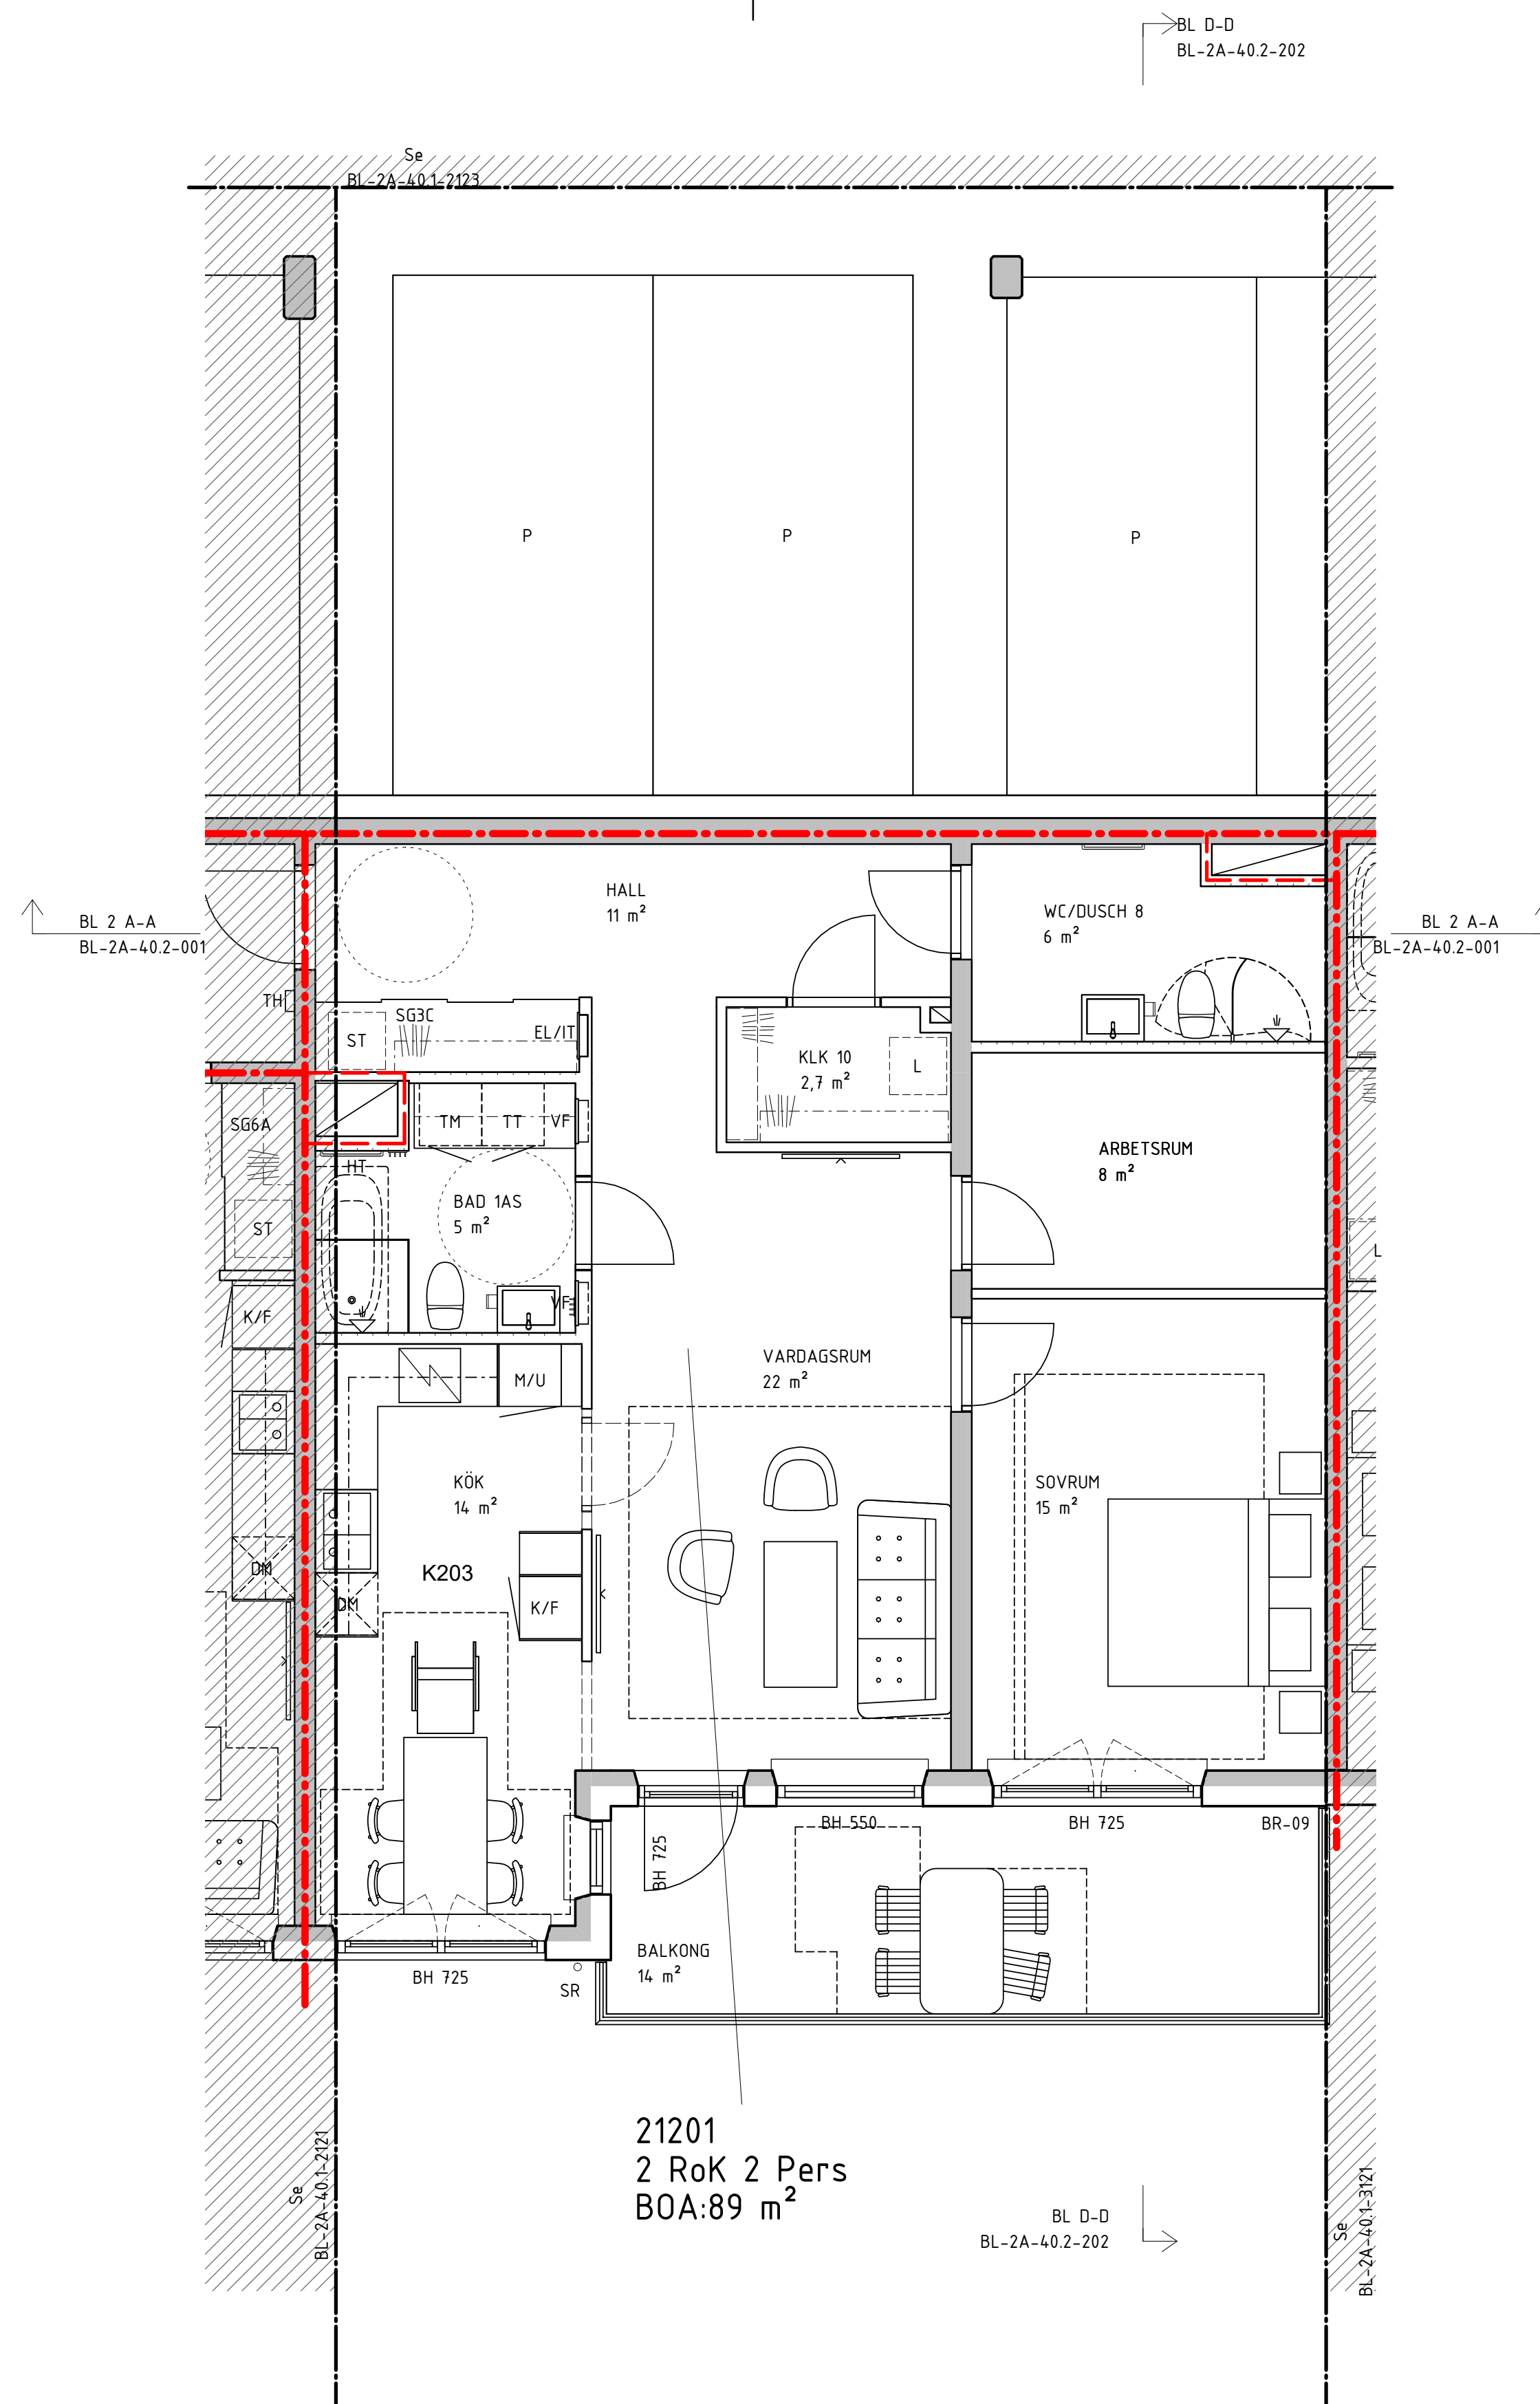 BL D-D
BL-2A-40.2-202
Se
BL-2A-40.1-2123
P
P
P
HALL
11 m²
WC/DUSCH 8
6 m²
BL 2 A-A
BL-2A-40.2-001
BL 2 A-A
BL-2A-40.2-001
TH
ST
SG3C
EL/IT
KLK 10
2,7 m²
L
SG6A
TM
TT
VF
ARBETSRUM
8 m²
HT
BAD 1AS
5 m²
ST
L
K/F
VF
VARDAGSRUM
22 m²
M/U
KÖK
14 m²
SOVRUM
15 m²
K203
DM
DM
K/F
BH 550
BH 725
BR-09
BH 725
BALKONG
14 m²
BH 725
SR
21201
2 RoK 2 Pers
BOA:89 m²
Se
BL-2A-40.1-2121
BL D-D
BL-2A-40.2-202
Se
BL-2A-40.1-3121